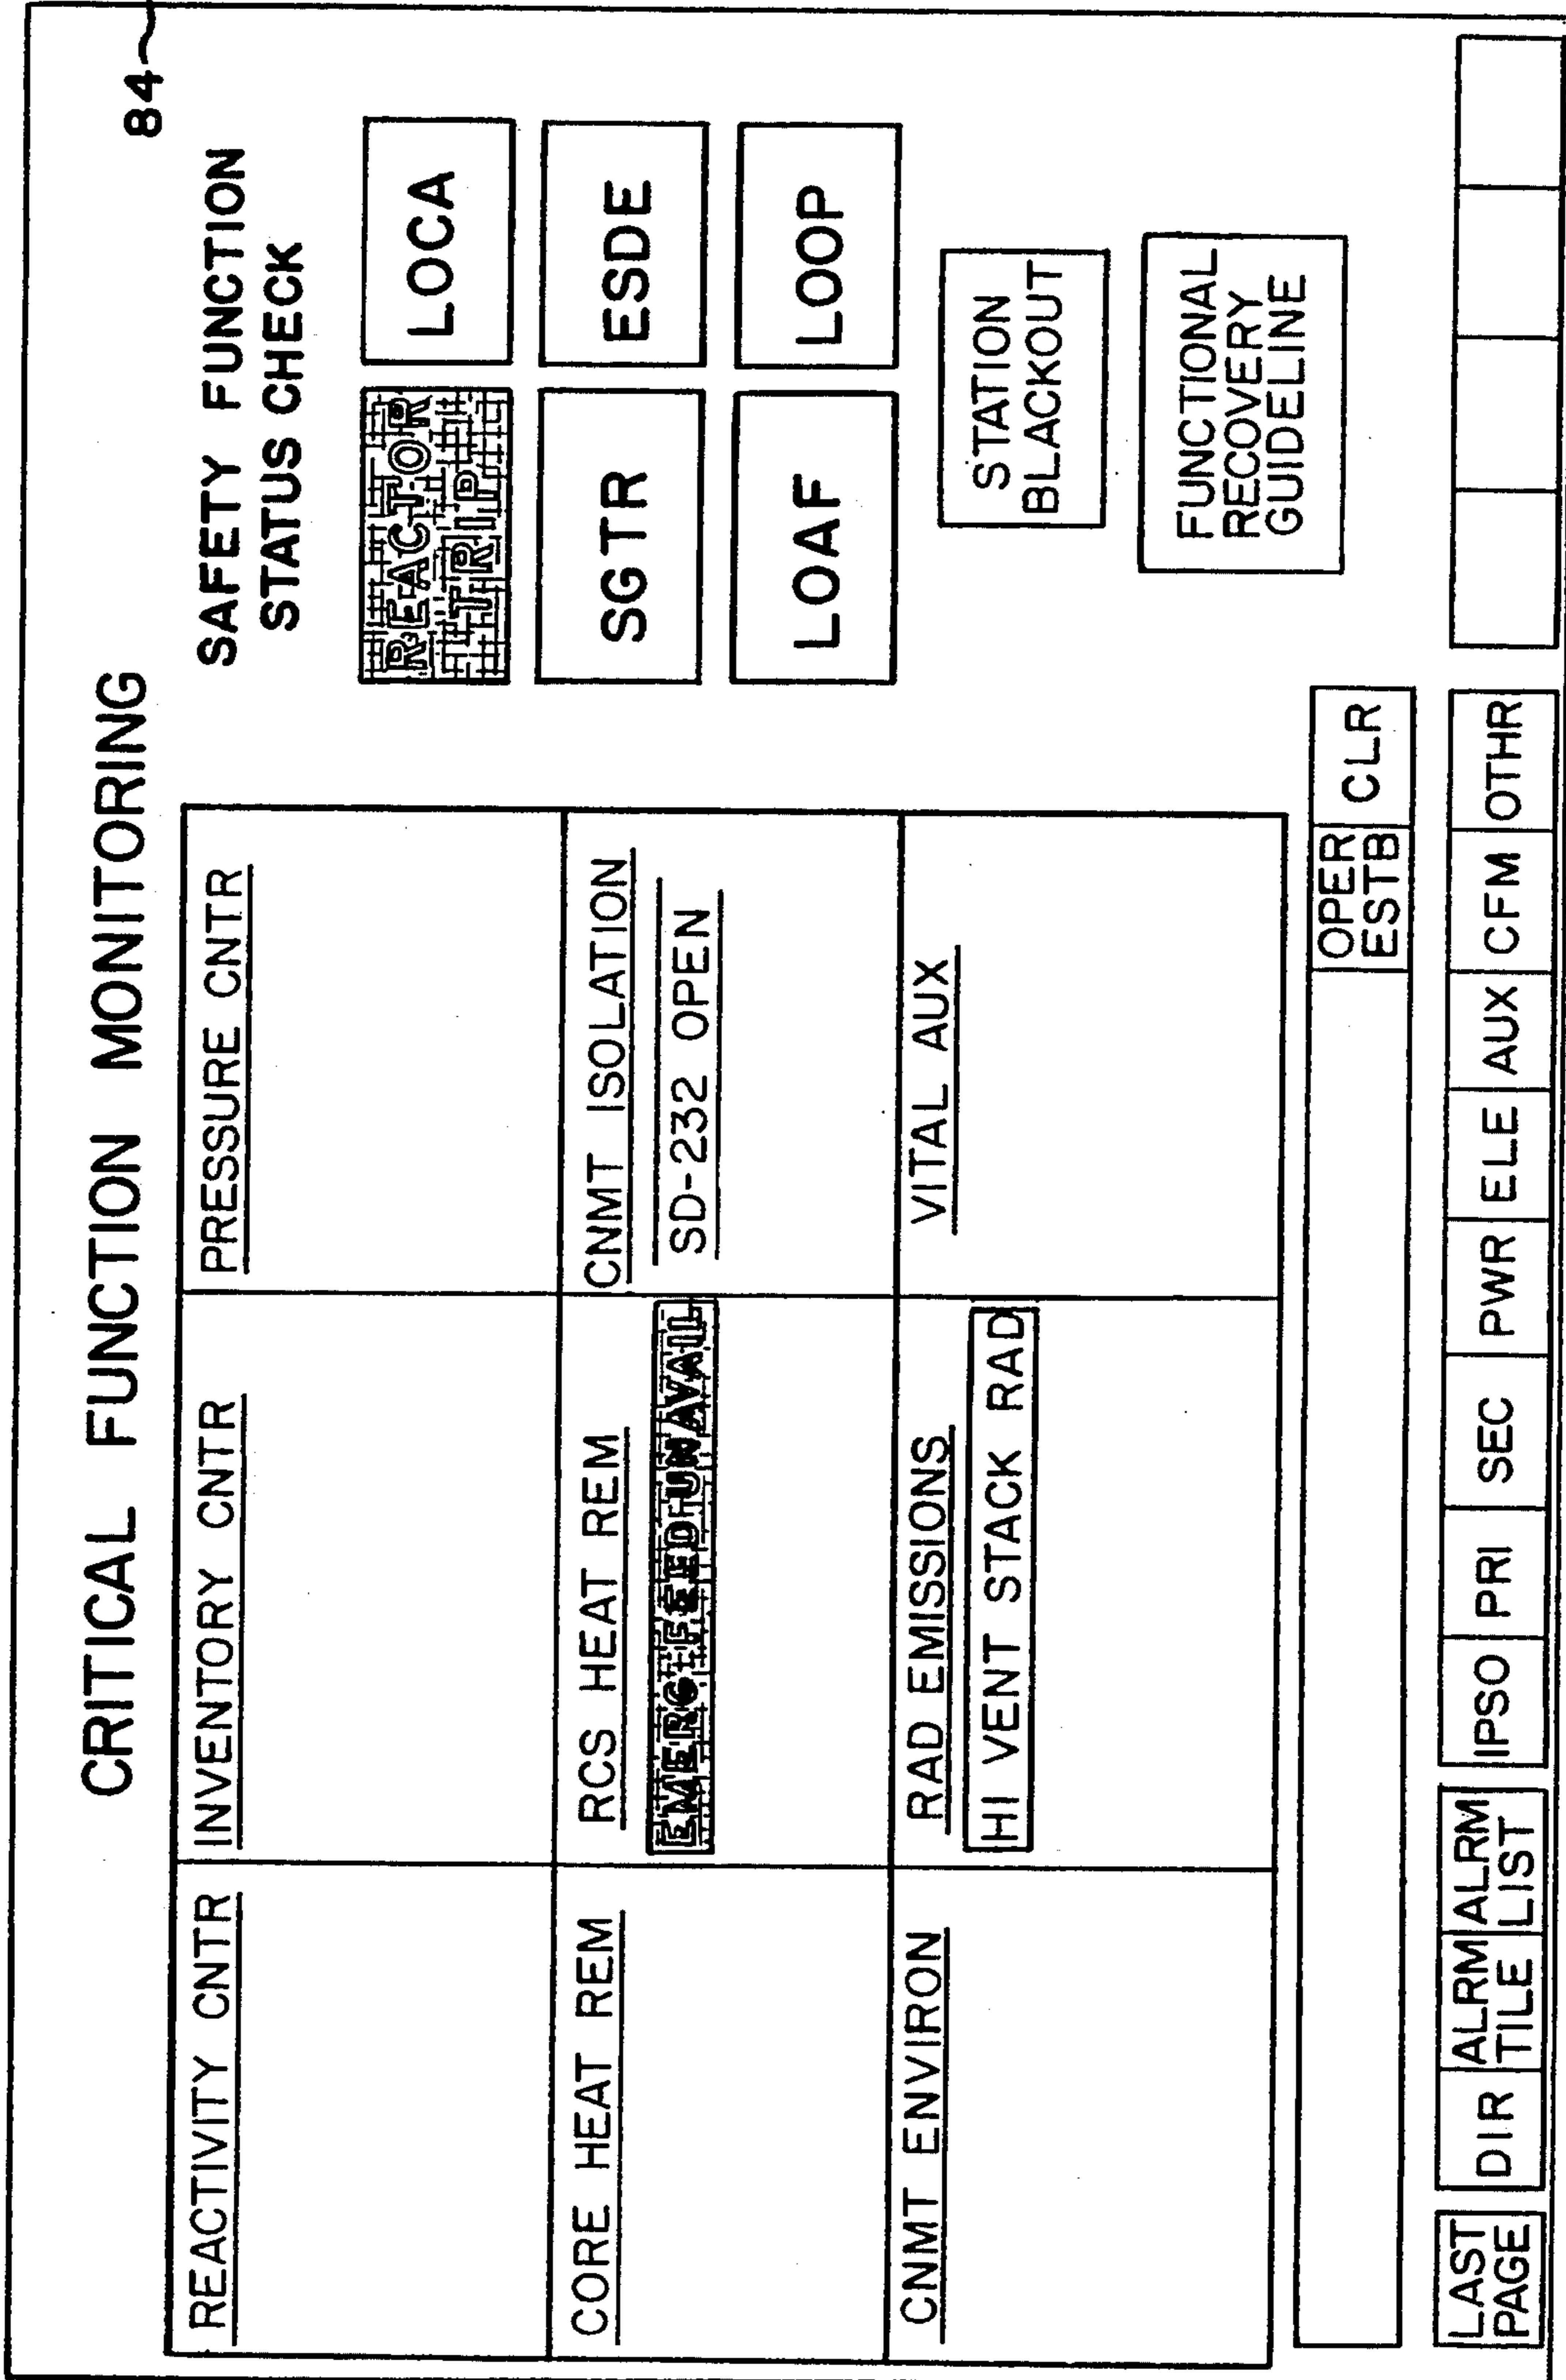 84
CRITICAL FUNCTION MONITORING
REACTIVITY CNTR
INVENTORY CNTR
PRESSURE CNTR
CORE HEAT REM
RCS HEAT REM
EMERG FEED UNAVAIL
CNMT ISOLATION
SD-232 OPEN
CNMT ENVIRON
RAD EMISSIONS
HI VENT STACK RAD
VITAL AUX
SAFETY FUNCTION
STATUS CHECK
REACTOR
TRIP
LOCA
SGTR
ESDE
LOAF
LOOP
STATION
BLACKOUT
FUNCTIONAL
RECOVERY
GUIDELINE
OPER
ESTB
CLR
LAST
PAGE
DIR
ALRM
TILE
ALRM
LIST
IPSO
PRI
SEC
PWR
ELE
AUX
CFM
OTHR